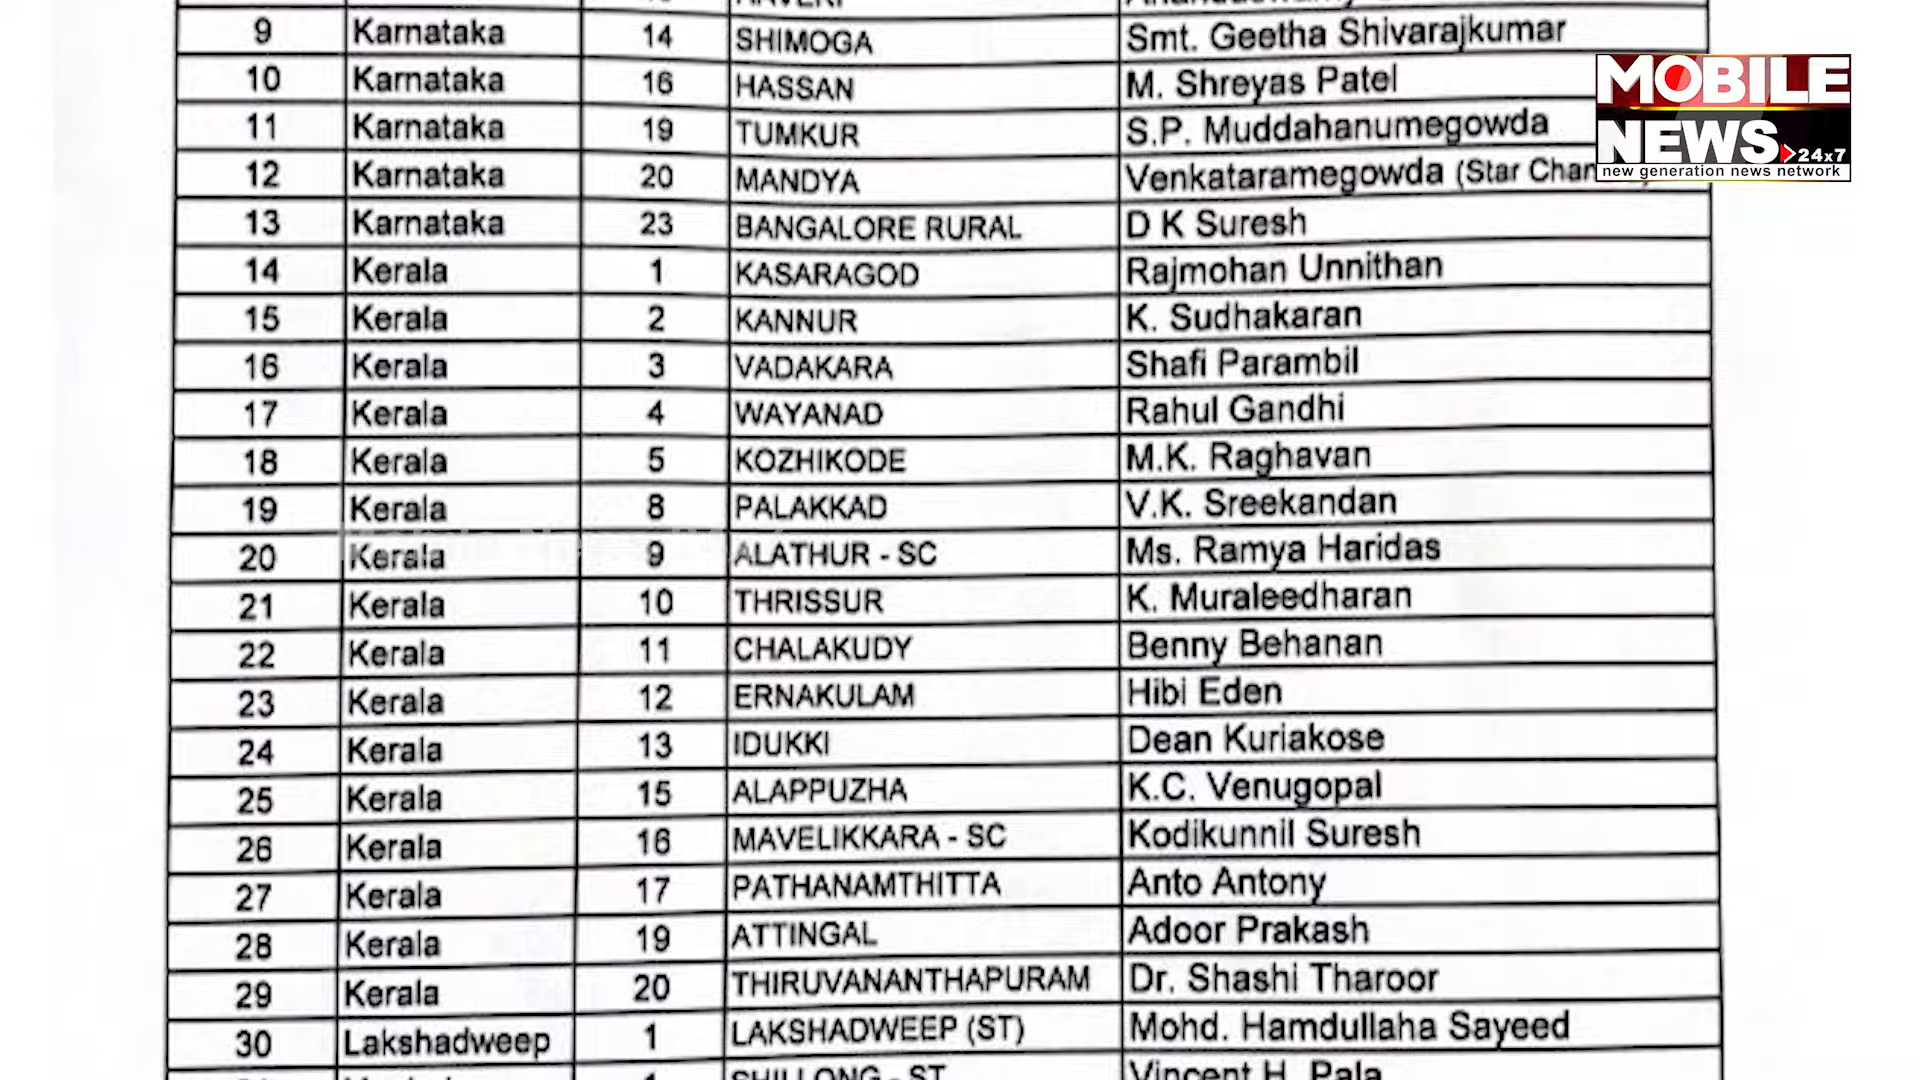 9 Karnataka 14 SHIMOGA Smt. Geetha Shivarajkumar
10 Karnataka 16 HASSAN M. Shreyas Patel
11 Karnataka 19 TUMKUR S.P. Muddahanumegowda
12 Karnataka 20 MANDYA Venkataramegowda (Star
13 Karnataka 23 BANGALORE RURAL D K Suresh
14 Kerala 1 KASARAGOD Rajmohan Unnithan
15 Kerala 2 KANNUR K. Sudhakaran
16 Kerala 3 VADAKARA Shafi Parambil
17 Kerala 4 WAYANAD Rahul Gandhi
18 Kerala 5 KOZHIKODE M.K. Raghavan
19 Kerala 8 PALAKKAD V.K. Sreekandan
20 Kerala 9 ALATHUR - SC Ms. Ramya Haridas
21 Kerala 10 THRISSUR K. Muraleedharan
22 Kerala 11 CHALAKUDY Benny Behanan
23 Kerala 12 ERNAKULAM Hibi Eden
24 Kerala 13 IDUKKI Dean Kuriakose
25 Kerala 15 ALAPPUZHA K.C. Venugopal
26 Kerala 16 MAVELIKKARA - SC Kodikunnil Suresh
27 Kerala 17 PATHANAMTHITTA Anto Antony
28 Kerala 19 ATTINGAL Adoor Prakash
29 Kerala 20 THIRUVANANTHAPURAM Dr. Shashi Tharoor
30 Lakshadweep 1 LAKSHADWEEP (ST) Mohd. Hamdullaha Sayeed
SHILLONG - ST Vincent H. Pala
MOBILE
NEWS 24x7
new generation news network